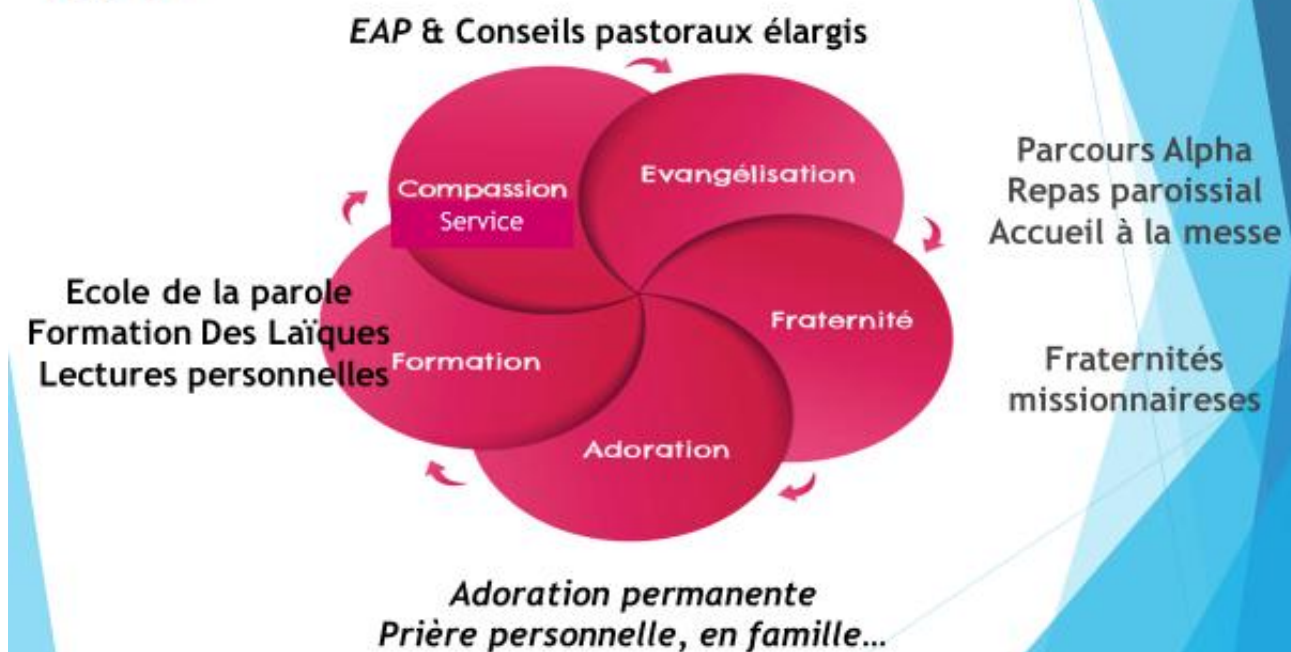 EAP & Conseils pastoraux élargis
Compassion
Service
Evangélisation
Parcours Alpha
Repas paroissial
Accueil à la messe
Ecole de la parole
Formation Des Laïques
Lectures personnelles
Formation
Fraternité
Fraternités
missionnaireses
Adoration
Adoration permanente
Prière personnelle, en famille…